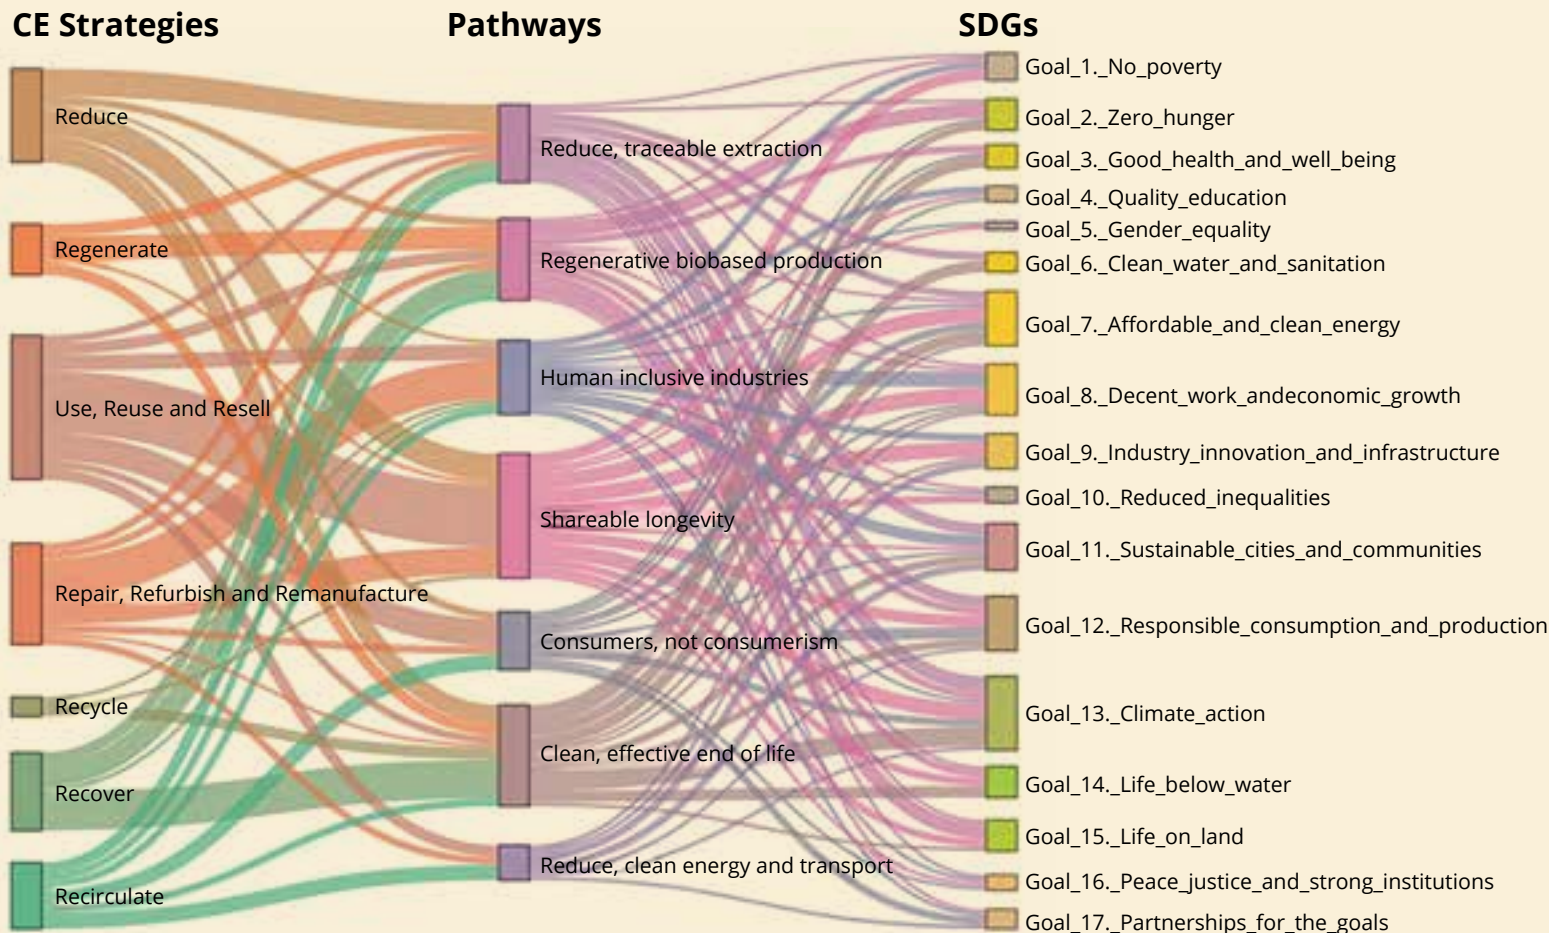 CE Strategies
Pathways
SDGs
Reduce
Regenerate
Use, Reuse and Resell
Repair, Refurbish and Remanufacture
Recycle
Recover
Recirculate
Reduce, traceable extraction
Regenerative biobased production
Human inclusive industries
Shareable longevity
Consumers, not consumerism
Clean, effective end of life
Reduce, clean energy and transport
Goal_1._No_poverty
Goal_2._Zero_hunger
Goal_3._Good_health_and_well_being
Goal_4._Quality_education
Goal_5._Gender_equality
Goal_6._Clean_water_and_sanitation
Goal_7._Affordable_and_clean_energy
Goal_8._Decent_work_andeconomic_growth
Goal_9._Industry_innovation_and_infrastructure
Goal_10._Reduced_inequalities
Goal_11._Sustainable_cities_and_communities
Goal_12._Responsible_consumption_and_production
Goal_13._Climate_action
Goal_14._Life_below_water
Goal_15._Life_on_land
Goal_16._Peace_justice_and_strong_institutions
Goal_17._Partnerships_for_the_goals